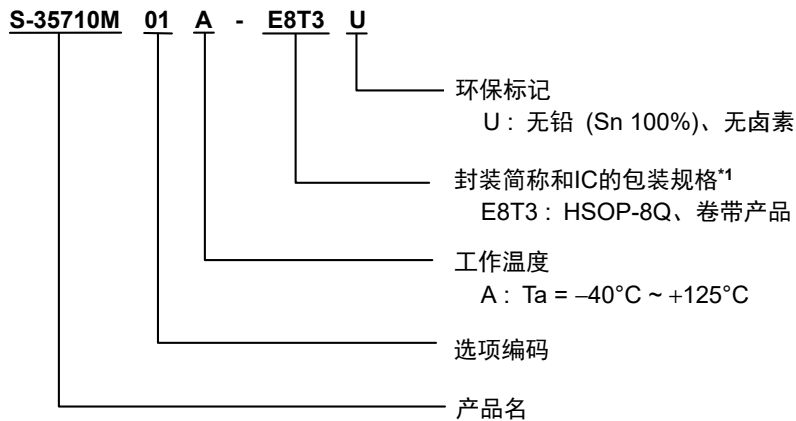 S-35710M 01 A - E8T3 U
环保标记
U : 无铅 (Sn 100%)、无卤素
封装简称和IC的包装规格*1
E8T3 : HSOP-8Q、卷带产品
工作温度
A : Ta = −40°C ~ +125°C
选项编码
产品名